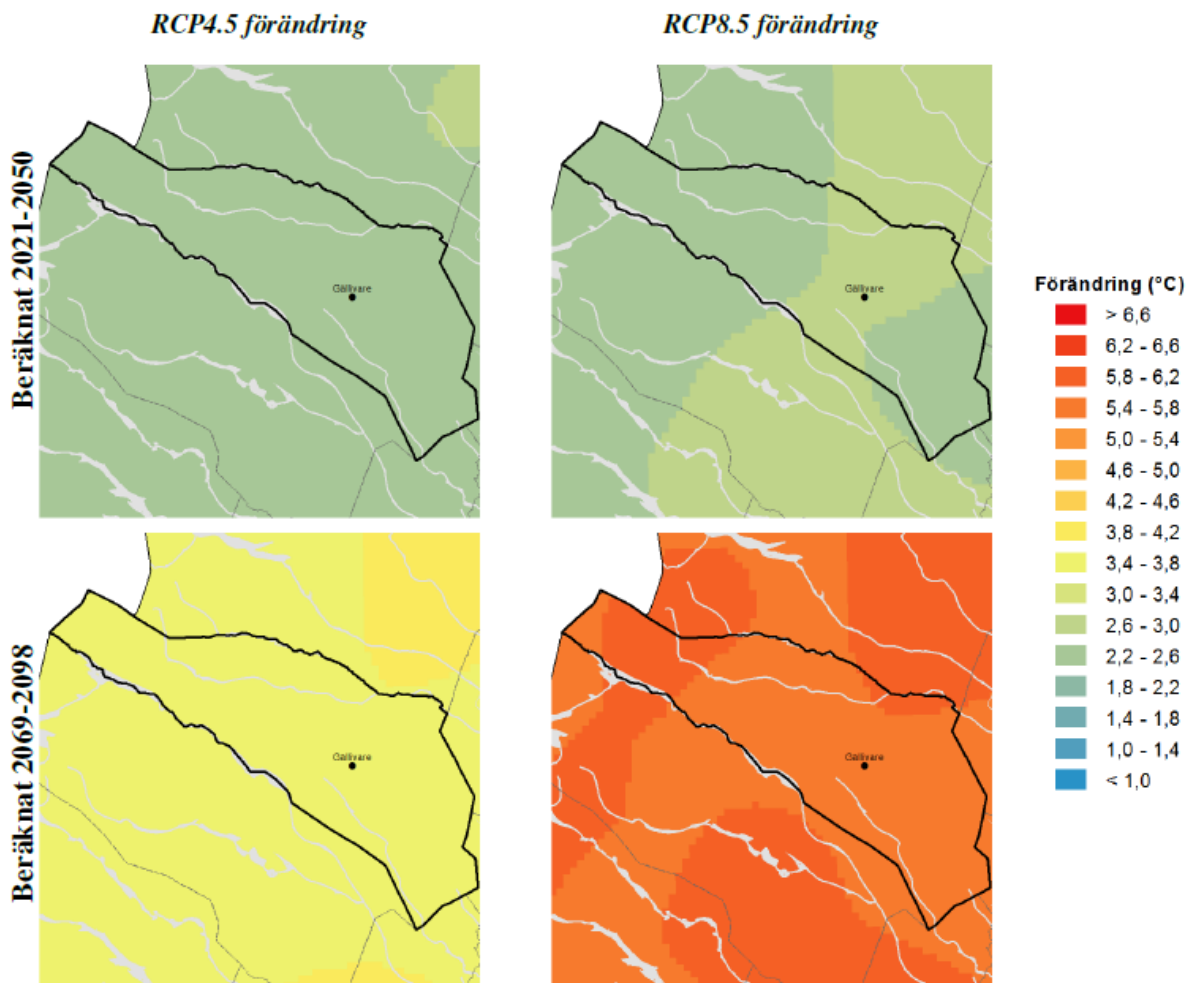 RCP4.5 förändring
RCP8.5 förändring
Beräknat 2021-2050
Gällivare
Gällivare
Förändring (°C)
> 6,6
6,2 - 6,6
5,8 - 6,2
5,4 - 5,8
5,0 - 5,4
4,6 - 5,0
4,2 - 4,6
3,8 - 4,2
3,4 - 3,8
3,0 - 3,4
2,6 - 3,0
2,2 - 2,6
1,8 - 2,2
1,4 - 1,8
1,0 - 1,4
< 1,0
Beräknat 2069-2098
Gällivare
Gällivare